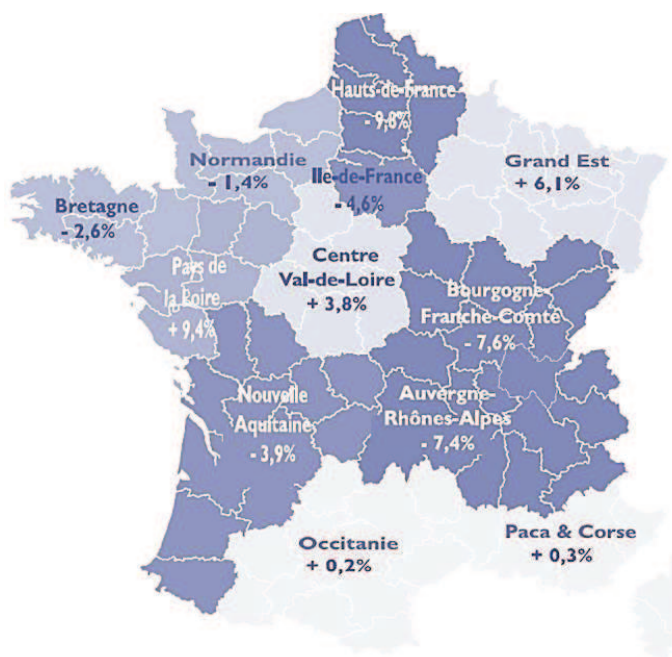 Hauts-de-France
- 9,8%
Normandie
- 1,4%
Ile-de-France
- 4,6%
Grand Est
+ 6,1%
Bretagne
- 2,6%
Pays de
la Loire
+ 9,4%
Centre
Val-de-Loire
+ 3,8%
Bourgogne-
Franche-Comté
- 7,6%
Nouvelle
Aquitaine
- 3,9%
Auvergne-
Rhônes-Alpes
- 7,4%
Occitanie
+ 0,2%
Paca & Corse
+ 0,3%